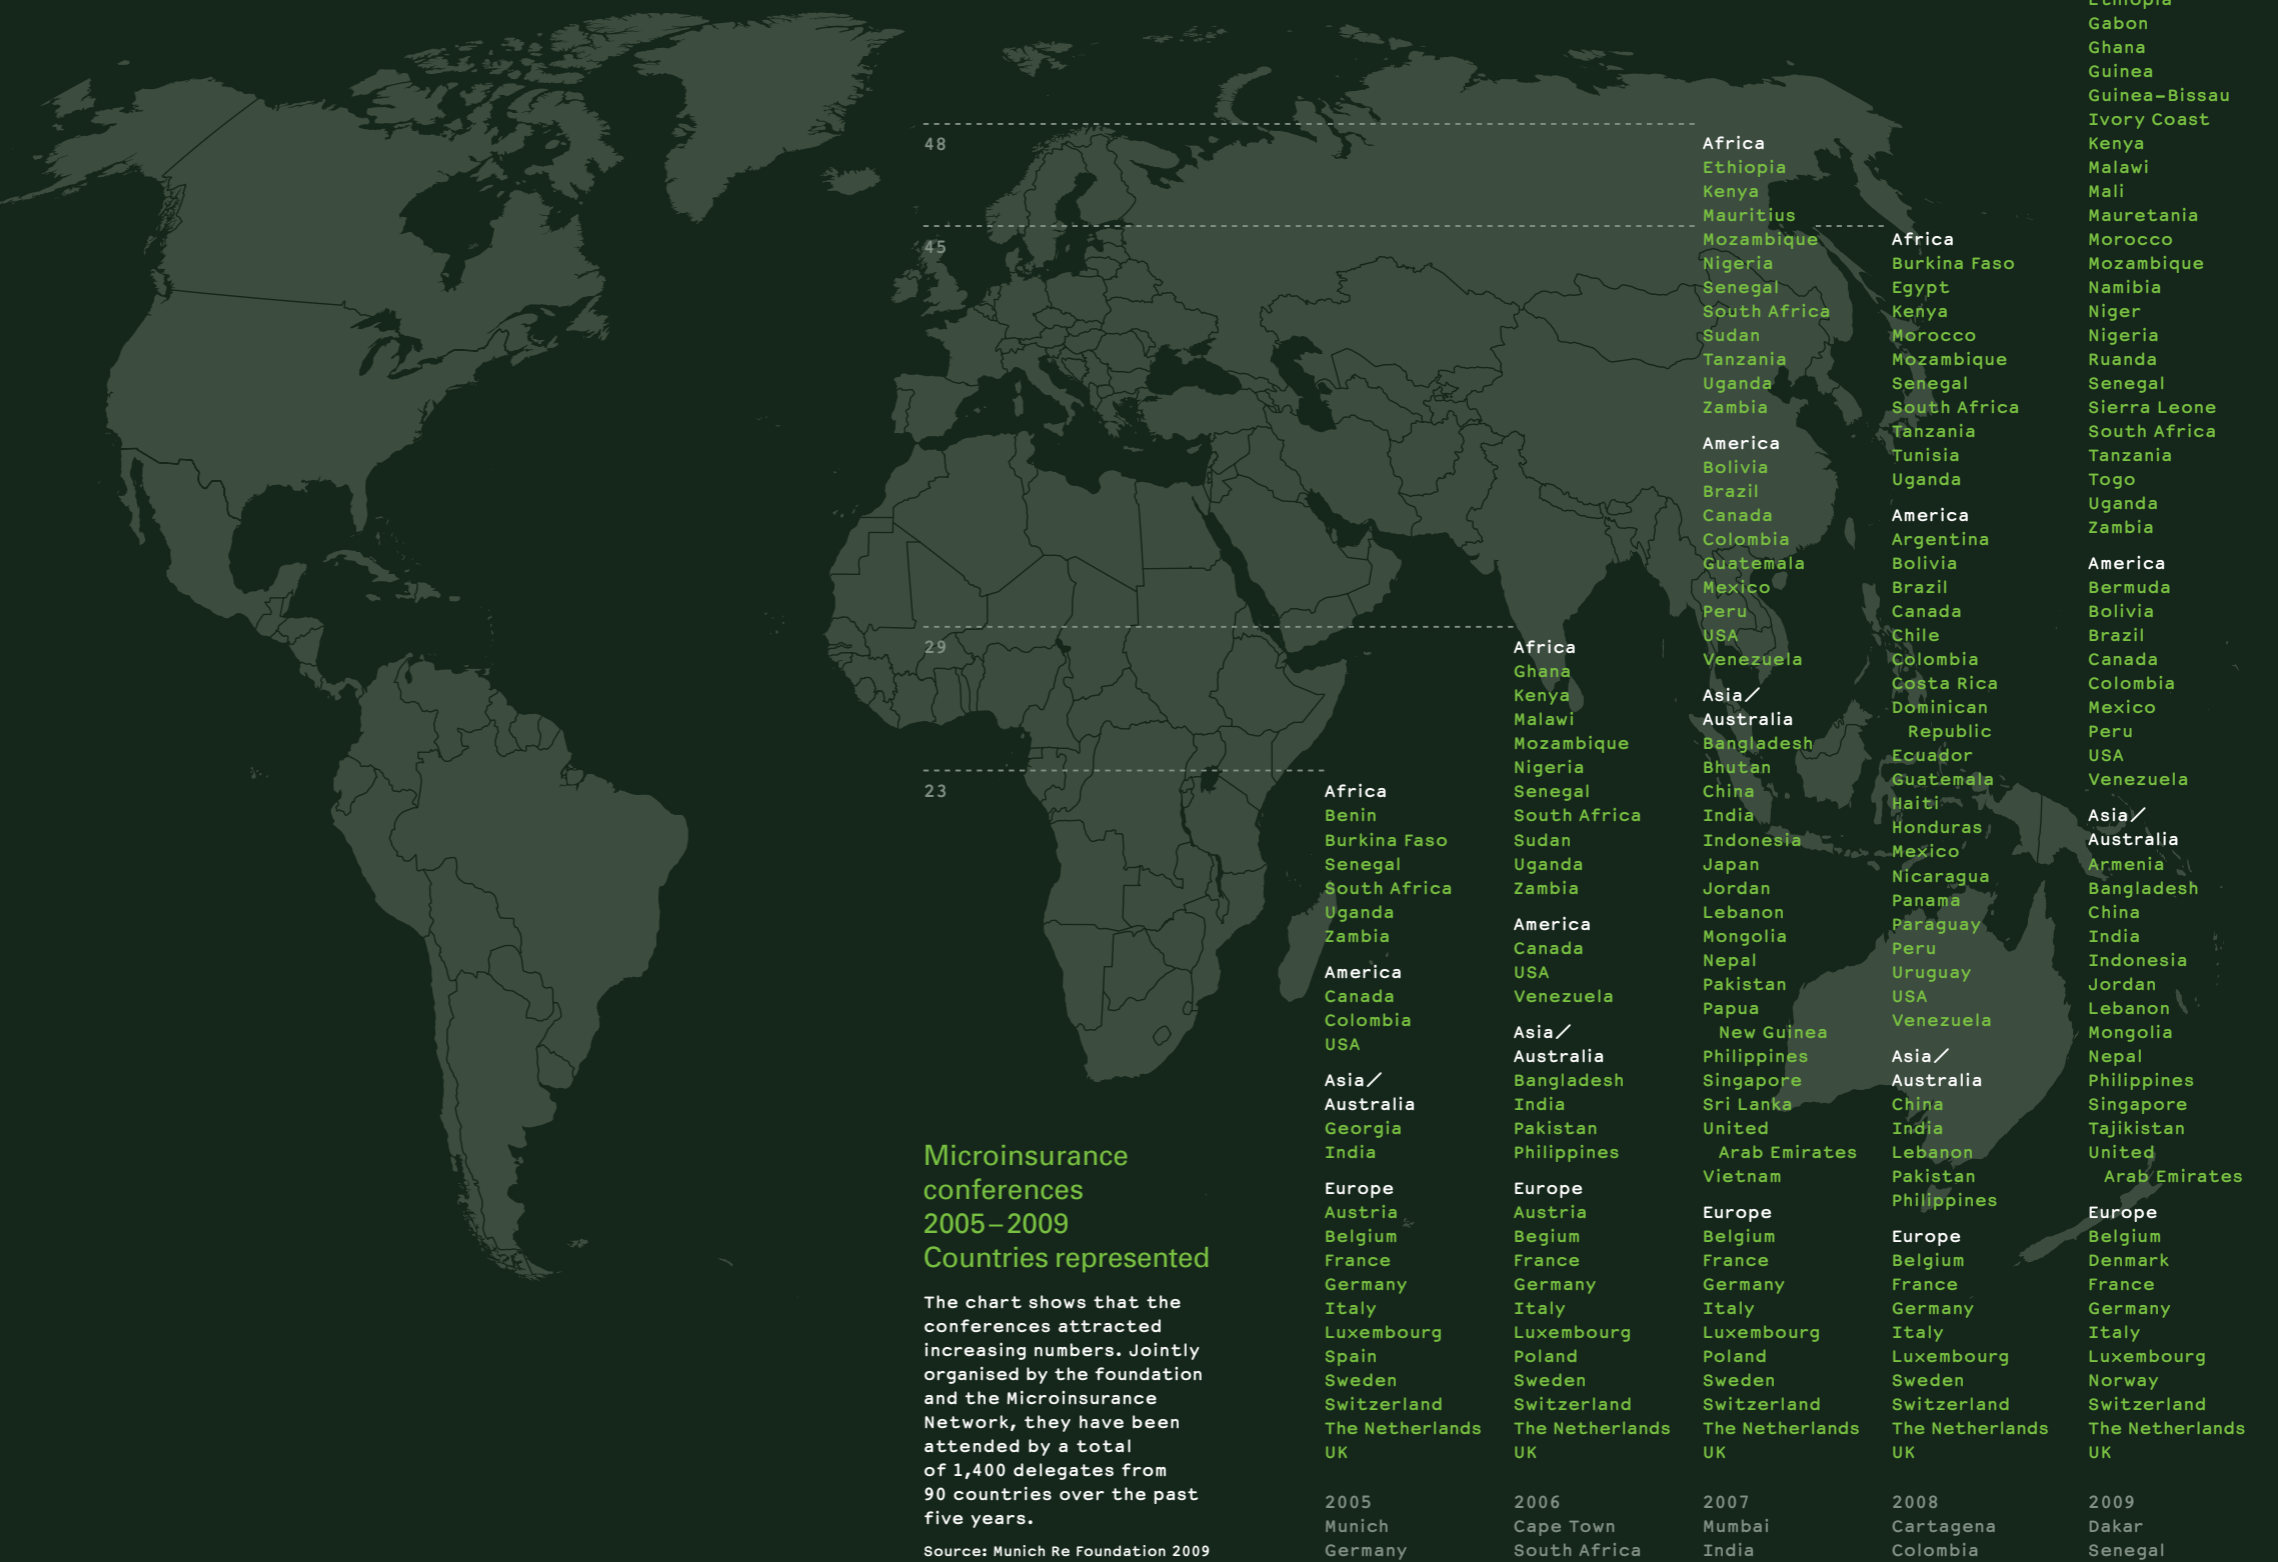 48
45
29
23
Microinsurance
conferences
2005–2009
Countries represented
The chart shows that the
conferences attracted
increasing numbers. Jointly
organised by the foundation
and the Microinsurance
Network, they have been
attended by a total
of 1,400 delegates from
90 countries over the past
five years.
Source: Munich Re Foundation 2009
Africa
Benin
Burkina Faso
Senegal
South Africa
Uganda
Zambia
America
Canada
Colombia
USA
Asia/
Australia
Georgia
India
Europe
Austria
Belgium
France
Germany
Italy
Luxembourg
Spain
Sweden
Switzerland
The Netherlands
UK
2005
Munich
Germany
Africa
Ghana
Kenya
Malawi
Mozambique
Nigeria
Senegal
South Africa
Sudan
Uganda
Zambia
America
Canada
USA
Venezuela
Asia/
Australia
Bangladesh
India
Pakistan
Philippines
Europe
Austria
Begium
France
Germany
Italy
Luxembourg
Poland
Sweden
Switzerland
The Netherlands
UK
2006
Cape Town
South Africa
Africa
Ethiopia
Kenya
Mauritius
Mozambique
Nigeria
Senegal
South Africa
Sudan
Tanzania
Uganda
Zambia
America
Bolivia
Brazil
Canada
Colombia
Guatemala
Mexico
Peru
USA
Venezuela
Asia/
Australia
Bangladesh
Bhutan
China
India
Indonesia
Japan
Jordan
Lebanon
Mongolia
Nepal
Pakistan
Papua
New Guinea
Philippines
Singapore
Sri Lanka
United
Arab Emirates
Vietnam
Europe
Belgium
France
Germany
Italy
Luxembourg
Poland
Sweden
Switzerland
The Netherlands
UK
2007
Mumbai
India
Africa
Burkina Faso
Egypt
Kenya
Morocco
Mozambique
Senegal
South Africa
Tanzania
Tunisia
Uganda
America
Argentina
Bolivia
Brazil
Canada
Chile
Colombia
Costa Rica
Dominican
Republic
Ecuador
Guatemala
Haiti
Honduras
Mexico
Nicaragua
Panama
Paraguay
Peru
Uruguay
USA
Venezuela
Asia/
Australia
China
India
Lebanon
Pakistan
Philippines
Europe
Belgium
France
Germany
Italy
Luxembourg
Sweden
Switzerland
The Netherlands
UK
2008
Cartagena
Colombia
Ethiopia
Gabon
Ghana
Guinea
Guinea–Bissau
Ivory Coast
Kenya
Malawi
Mali
Mauretania
Morocco
Mozambique
Namibia
Niger
Nigeria
Ruanda
Senegal
Sierra Leone
South Africa
Tanzania
Togo
Uganda
Zambia
America
Bermuda
Bolivia
Brazil
Canada
Colombia
Mexico
Peru
USA
Venezuela
Asia/
Australia
Armenia
Bangladesh
China
India
Indonesia
Jordan
Lebanon
Mongolia
Nepal
Philippines
Singapore
Tajikistan
United
Arab Emirates
Europe
Belgium
Denmark
France
Germany
Italy
Luxembourg
Norway
Switzerland
The Netherlands
UK
2009
Dakar
Senegal